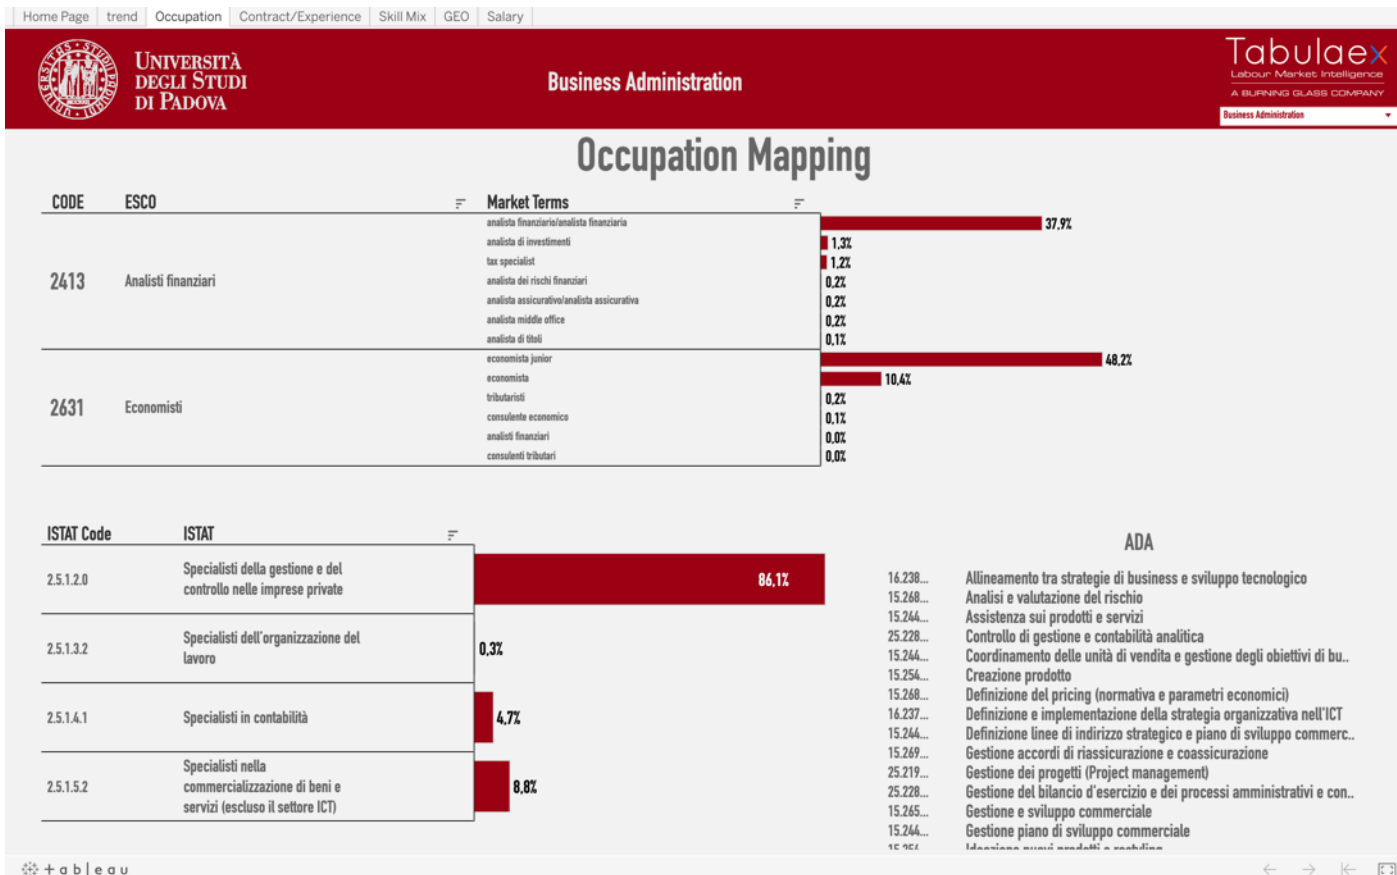 Home Page trend Occupation Contract/Experience Skill Mix GEO Salary
UNIVERSITÀ
DEGLI STUDI
DI PADOVA
Business Administration
Tabulaex
Labour Market Intelligence
A BURNING GLASS COMPANY
Business Administration
Occupation Mapping
CODE ESCO Market Terms
2413 Analisti finanziari
analista finanziario/analista finanziaria 37,9%
analista di investimenti 1,3%
tax specialist 1,2%
analista dei rischi finanziari 0,2%
analista assicurativo/analista assicurativa 0,2%
analista middle office 0,2%
analista di titoli 0,1%
2631 Economisti
economista junior 48,2%
economista 10,4%
tributaristi 0,2%
consulente economico 0,1%
analisti finanziari 0,0%
consulenti tributari 0,0%
ISTAT Code ISTAT
2.5.1.2.0 Specialisti della gestione e del
controllo nelle imprese private 86,1%
2.5.1.3.2 Specialisti dell'organizzazione del
lavoro 0,3%
2.5.1.4.1 Specialisti in contabilità 4,7%
2.5.1.5.2 Specialisti nella
commercializzazione di beni e
servizi (escluso il settore ICT) 8,8%
ADA
16.238... Allineamento tra strategie di business e sviluppo tecnologico
15.268... Analisi e valutazione del rischio
15.244... Assistenza sui prodotti e servizi
25.228... Controllo di gestione e contabilità analitica
15.244... Coordinamento delle unità di vendita e gestione degli obiettivi di bu..
15.254... Creazione prodotto
15.268... Definizione del pricing (normativa e parametri economici)
16.237... Definizione e implementazione della strategia organizzativa nell'ICT
15.244... Definizione linee di indirizzo strategico e piano di sviluppo commerc..
15.269... Gestione accordi di riassicurazione e coassicurazione
25.219... Gestione dei progetti (Project management)
25.228... Gestione del bilancio d'esercizio e dei processi amministrativi e con..
15.265... Gestione e sviluppo commerciale
15.244... Gestione piano di sviluppo commerciale
15.254... Ideazione nuovi prodotti e restyling
+ a b l e a u